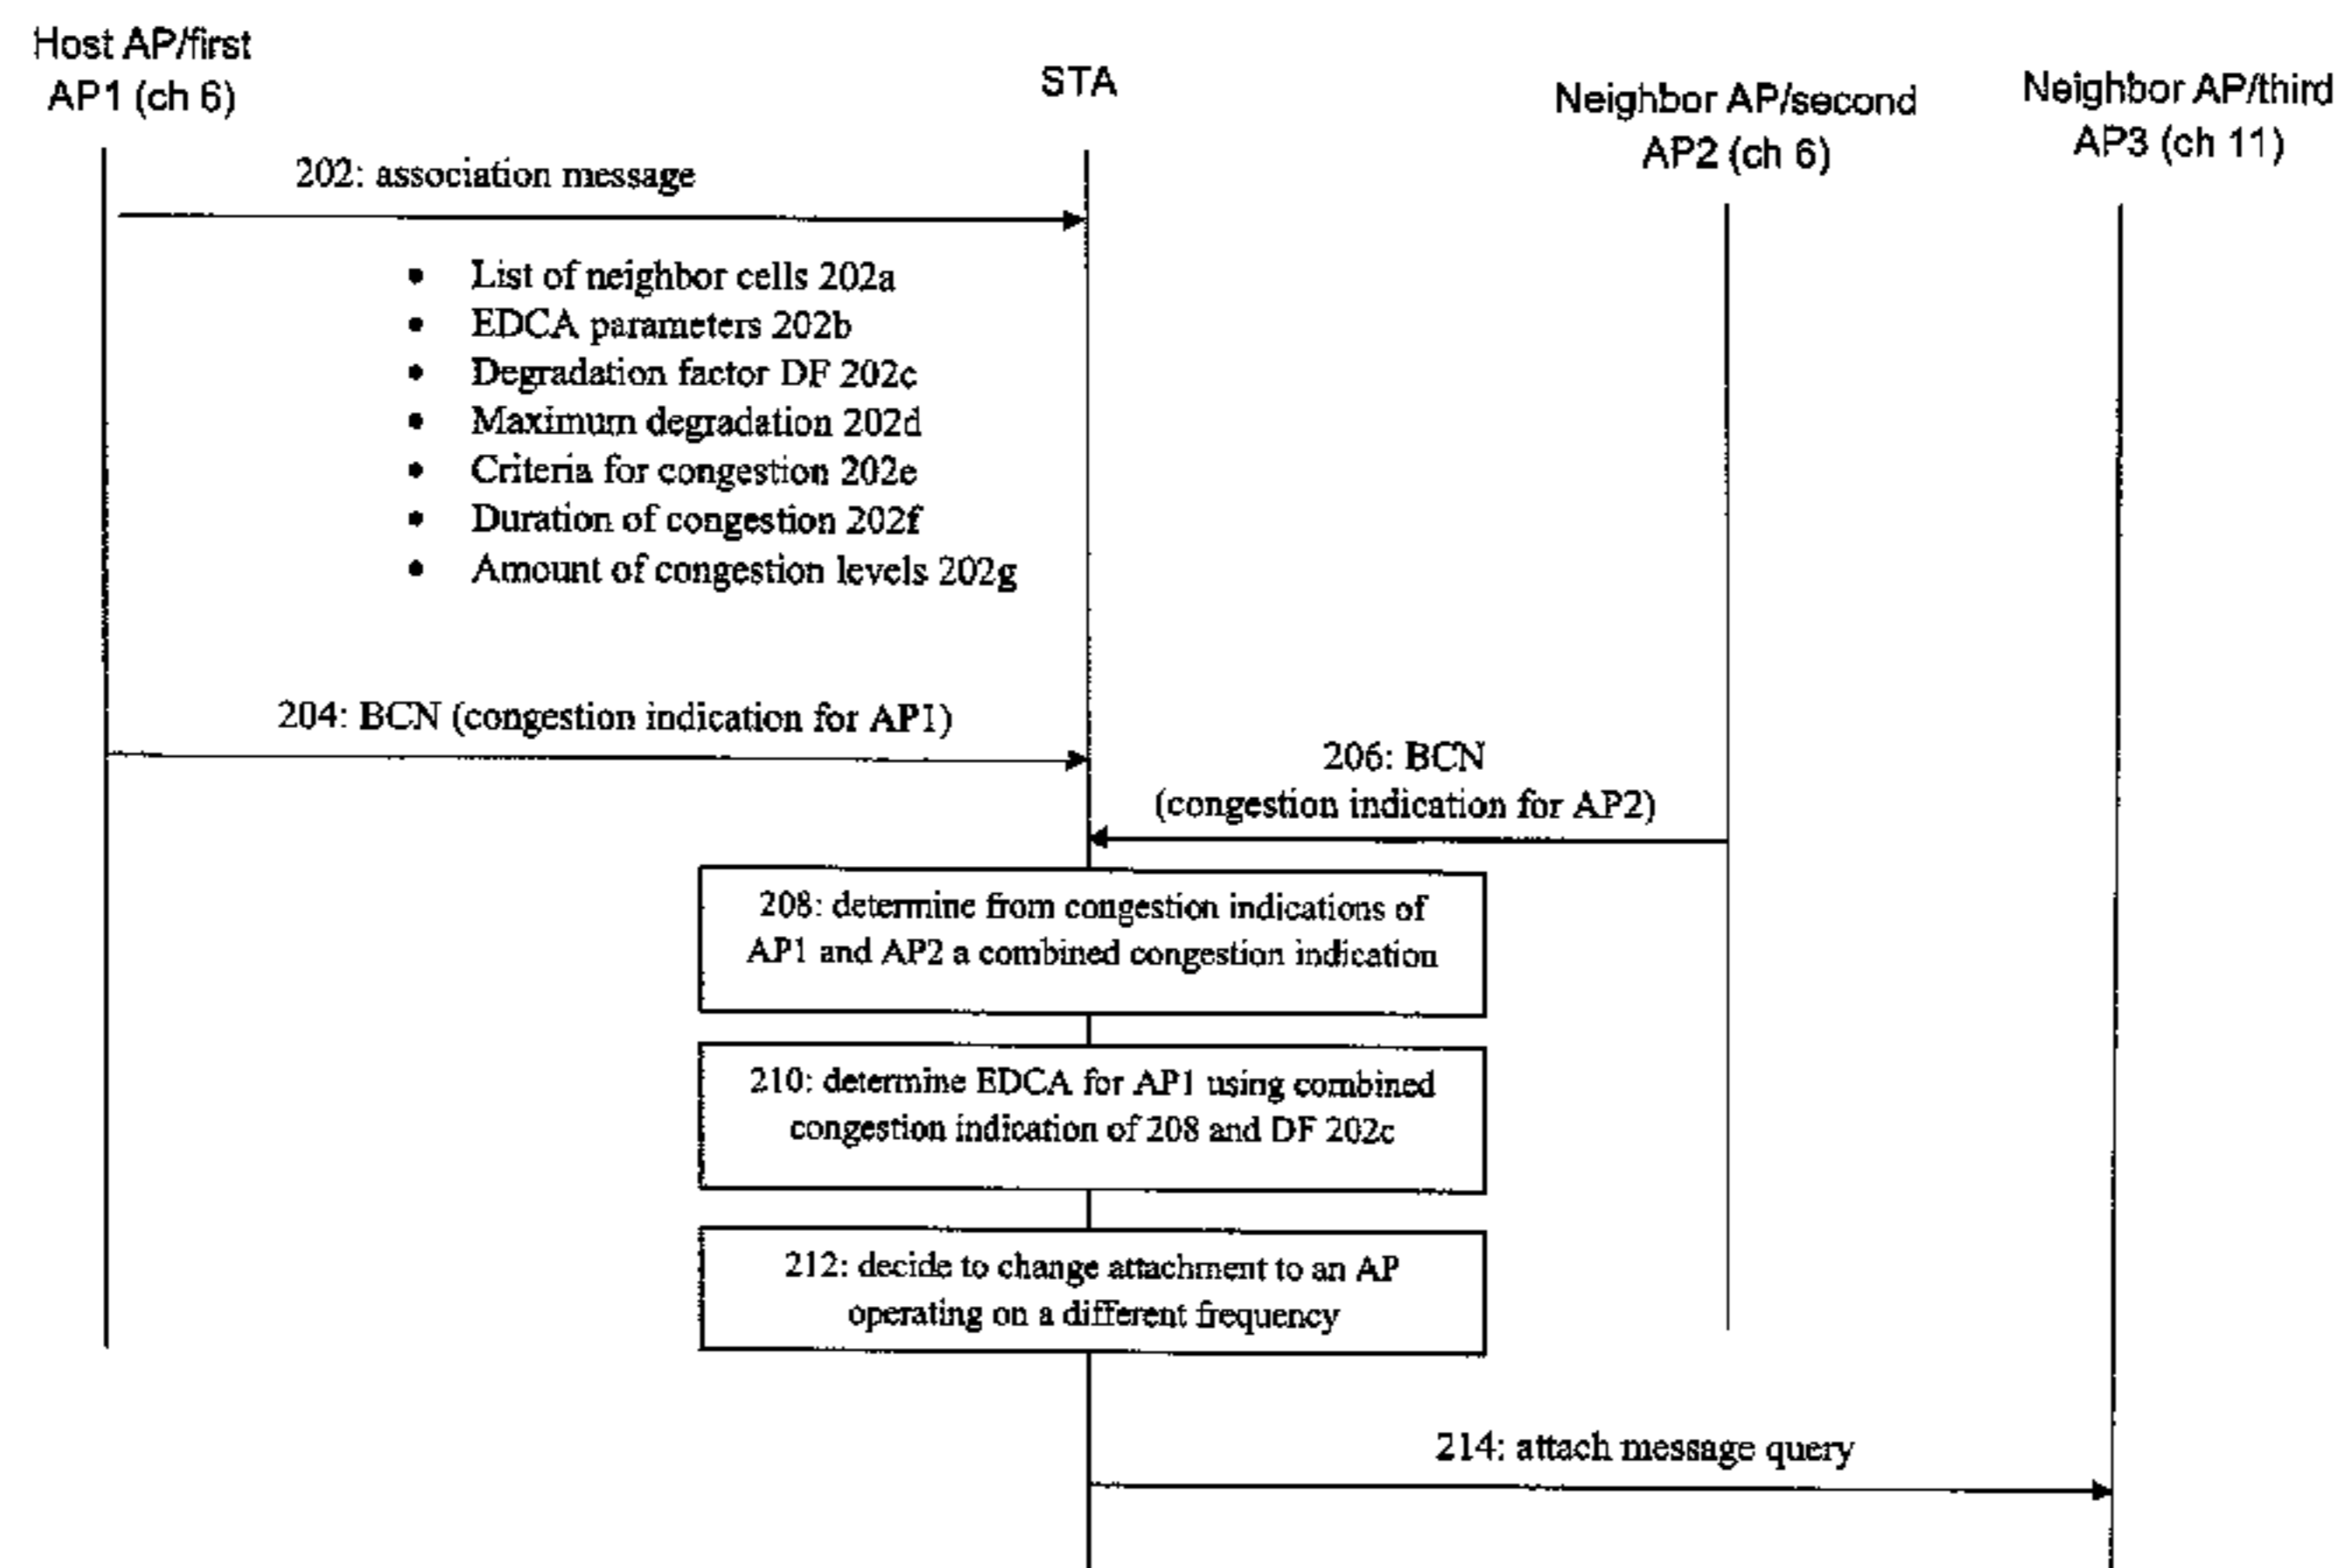 Host AP/first
AP1 (ch 6)
STA
Neighbor AP/second
AP2 (ch 6)
Neighbor AP/third
AP3 (ch 11)
202: association message
• List of neighbor cells 202a
• EDCA parameters 202b
• Degradation factor DF 202c
• Maximum degradation 202d
• Criteria for congestion 202e
• Duration of congestion 202f
• Amount of congestion levels 202g
204: BCN (congestion indication for AP1)
206: BCN
(congestion indication for AP2)
208: determine from congestion indications of
AP1 and AP2 a combined congestion indication
210: determine EDCA for AP1 using combined
congestion indication of 208 and DF 202c
212: decide to change attachment to an AP
operating on a different frequency
214: attach message query